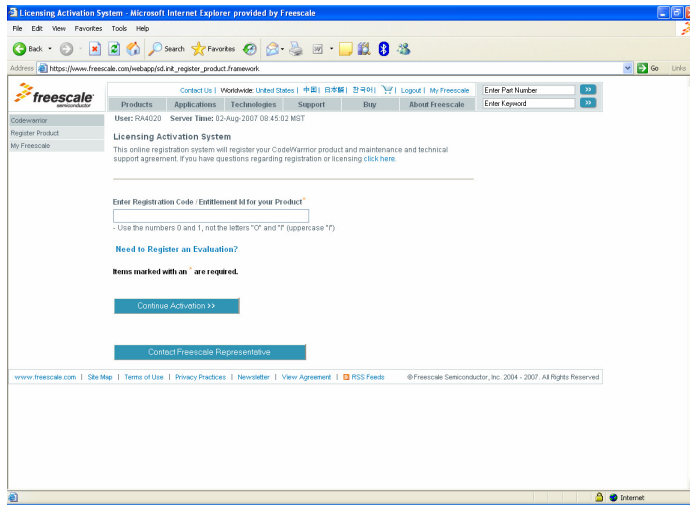 Licensing Activation System - Microsoft Internet Explorer provided by Freescale
File Edit View Favorites Tools Help
Back Search Favorites
Address https://www.freescale.com/webapp/sd.init_register_product.framework Go Links
freescale
semiconductor
Contact Us | Worldwide: United States | 中国 | 日本 | 한국어 | Logout | My Freescale Enter Part Number >>
Products Applications Technologies Support Buy About Freescale Enter Keyword >>
Codewarrior
Register Product
My Freescale
User: RA4020 Server Time: 02-Aug-2007 08:45:02 MST
Licensing Activation System
This online registration system will register your CodeWarrior product and maintenance and technical
support agreement. If you have questions regarding registration or licensing click here.
Enter Registration Code / Entitlement Id for your Product *
- Use the numbers 0 and 1, not the letters "O" and "I" (uppercase "i")
Need to Register an Evaluation?
Items marked with an * are required.
Continue Activation >>
Contact Freescale Representative
www.freescale.com | Site Map | Terms of Use | Privacy Practices | Newsletter | View Agreement | RSS Feeds © Freescale Semiconductor, Inc. 2004 - 2007. All Rights Reserved
Internet